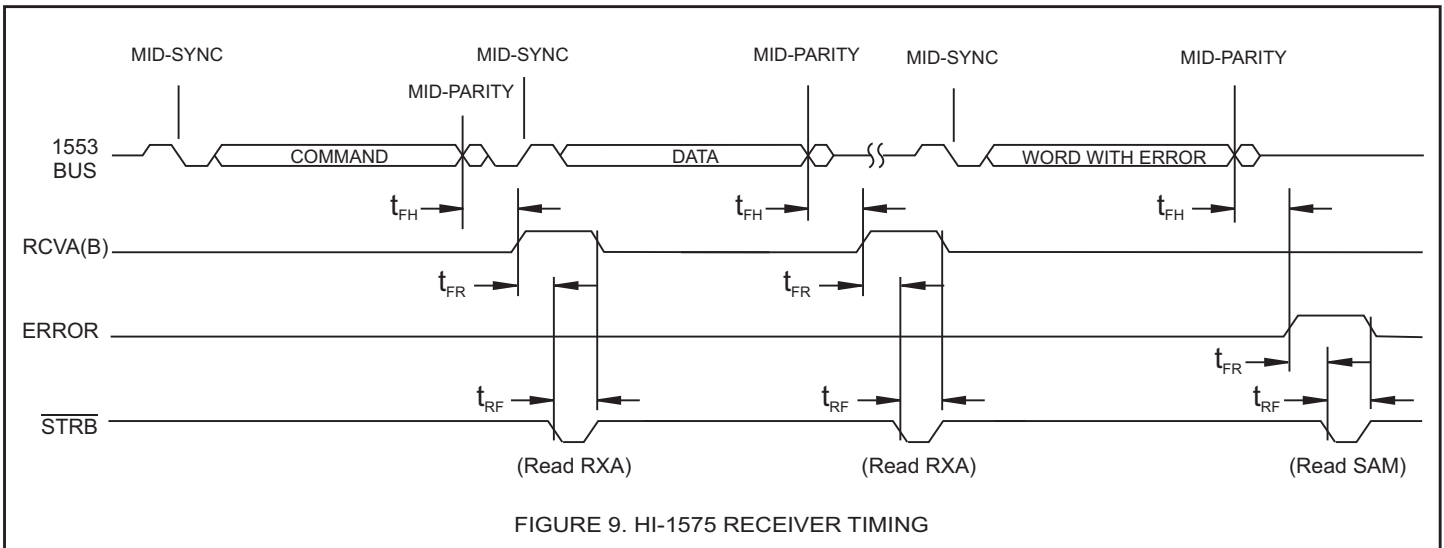 MID-SYNC
MID-SYNC
MID-PARITY
MID-SYNC
MID-PARITY
MID-PARITY
1553
BUS
COMMAND
DATA
WORD WITH ERROR
tFH
tFH
tFH
RCVA(B)
tFR
tFR
ERROR
tFR
tRF
tRF
tRF
STRB
(Read RXA)
(Read RXA)
(Read SAM)
FIGURE 9. HI-1575 RECEIVER TIMING